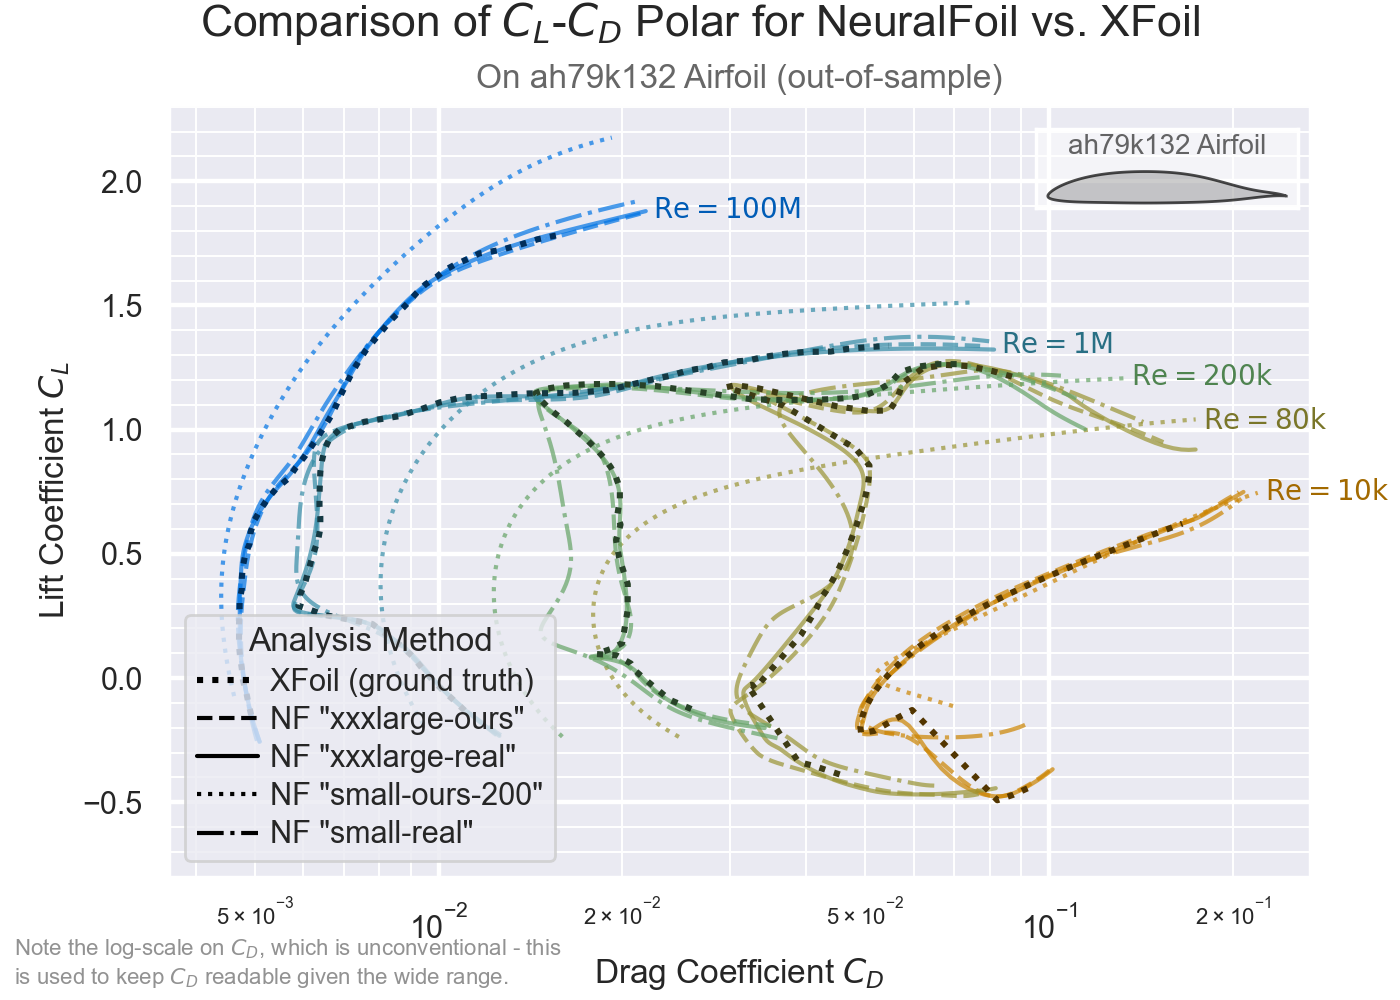 Comparison of C_L-C_D Polar for NeuralFoil vs. XFoil
On ah79k132 Airfoil (out-of-sample)
ah79k132 Airfoil
2.0
1.5
1.0
0.5
0.0
−0.5
Lift Coefficient C_L
Re = 100M
Re = 1M
Re = 200k
Re = 80k
Re = 10k
Analysis Method
XFoil (ground truth)
NF "xxxlarge-ours"
NF "xxxlarge-real"
NF "small-ours-200"
NF "small-real"
5 × 10⁻³
10⁻²
2 × 10⁻²
5 × 10⁻²
10⁻¹
2 × 10⁻¹
Drag Coefficient C_D
Note the log-scale on C_D, which is unconventional - this
is used to keep C_D readable given the wide range.